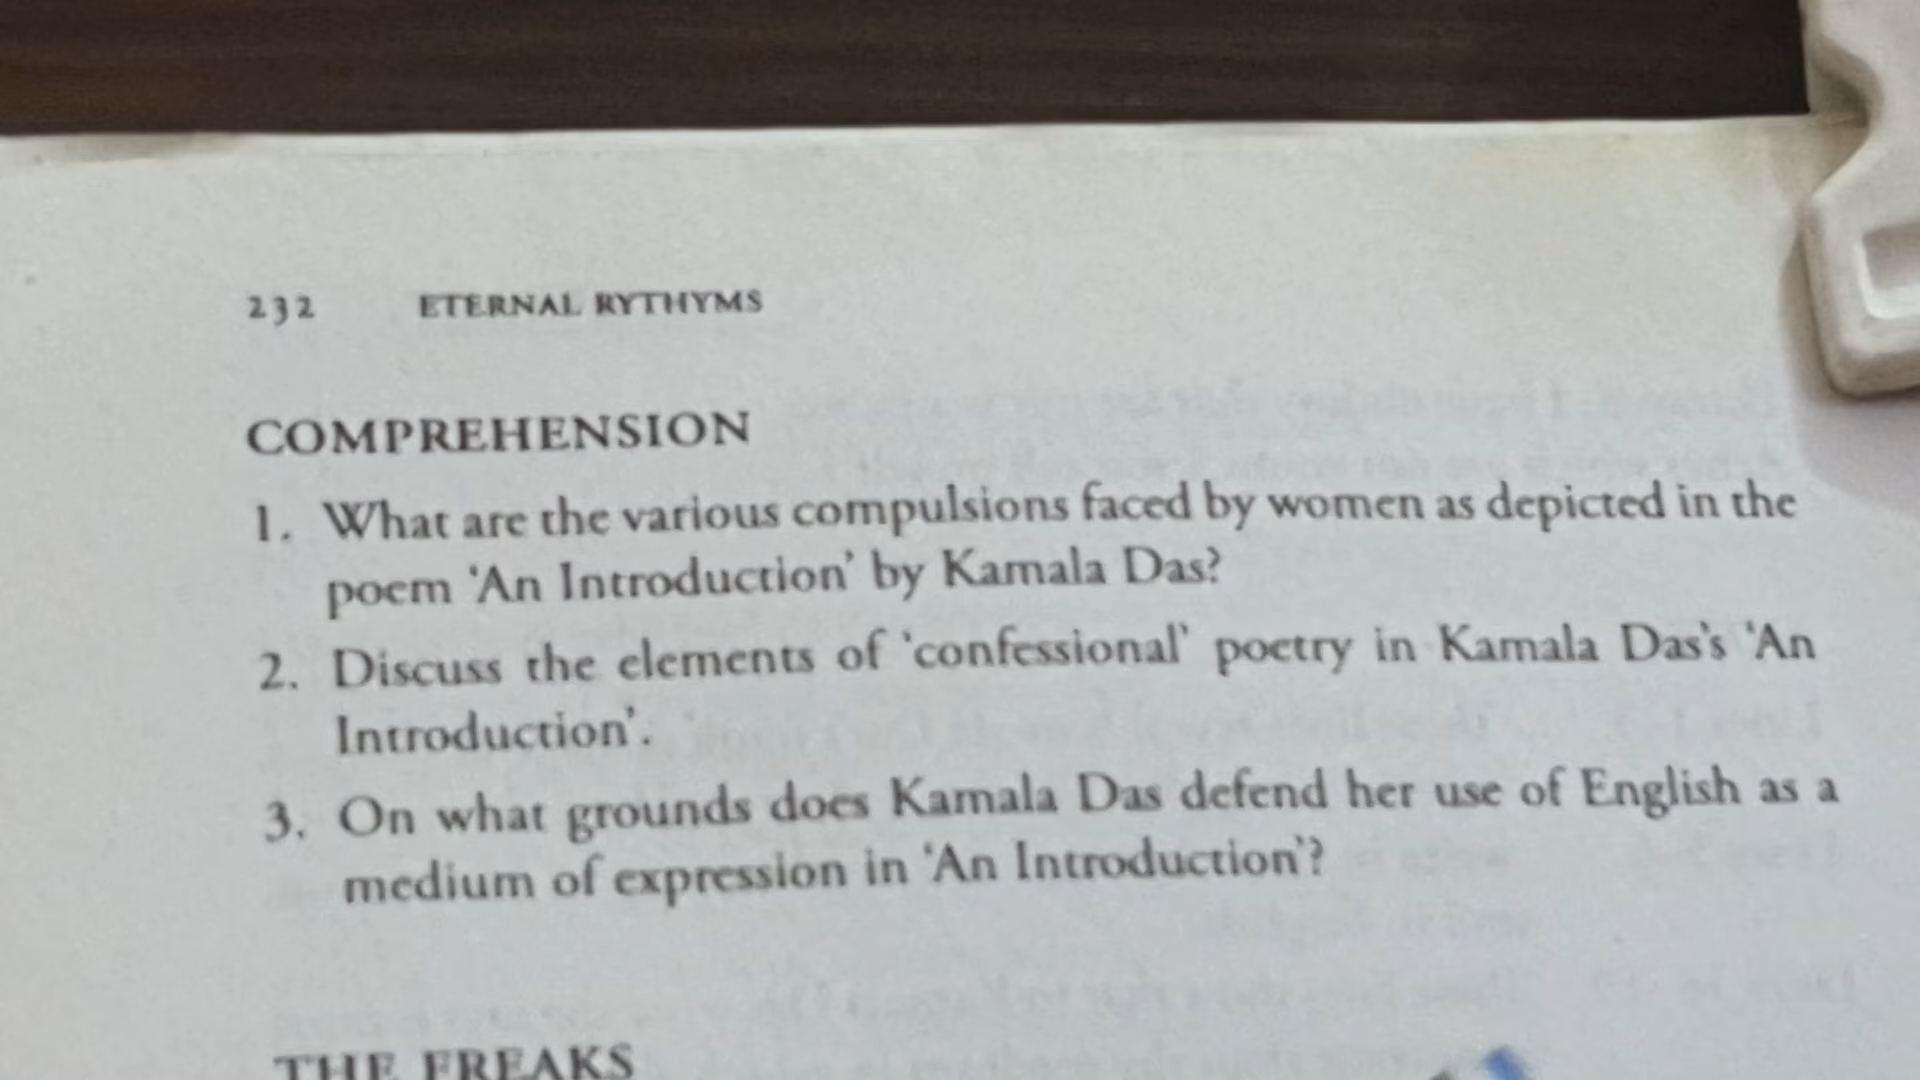 232 ETERNAL RYTHYMS
COMPREHENSION
1. What are the various compulsions faced by women as depicted in the
poem ‘An Introduction’ by Kamala Das?
2. Discuss the elements of ‘confessional’ poetry in Kamala Das’s ‘An
Introduction’.
3. On what grounds does Kamala Das defend her use of English as a
medium of expression in ‘An Introduction’?
THE FREAKS